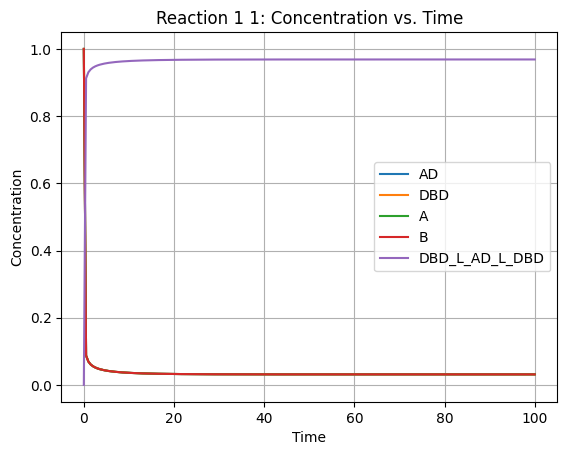 Reaction 1 1: Concentration vs. Time
Concentration
1.0
0.8
0.6
0.4
0.2
0.0
AD
DBD
A
B
DBD_L_AD_L_DBD
0 20 40 60 80 100
Time